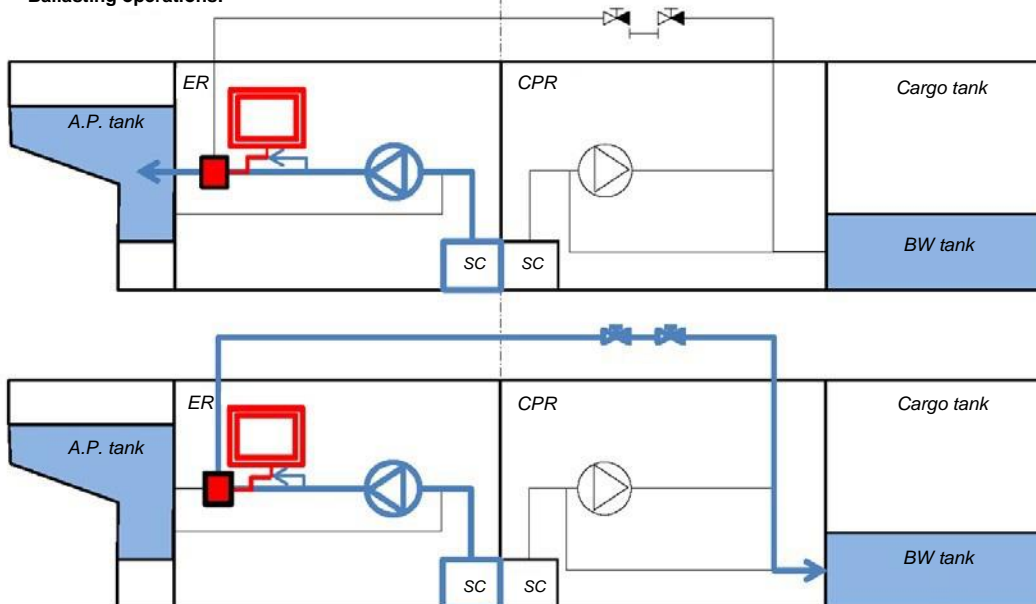 Ballasting operations:
ER
CPR
Cargo tank
A.P. tank
BW tank
SC
SC
ER
CPR
Cargo tank
A.P. tank
BW tank
SC
SC